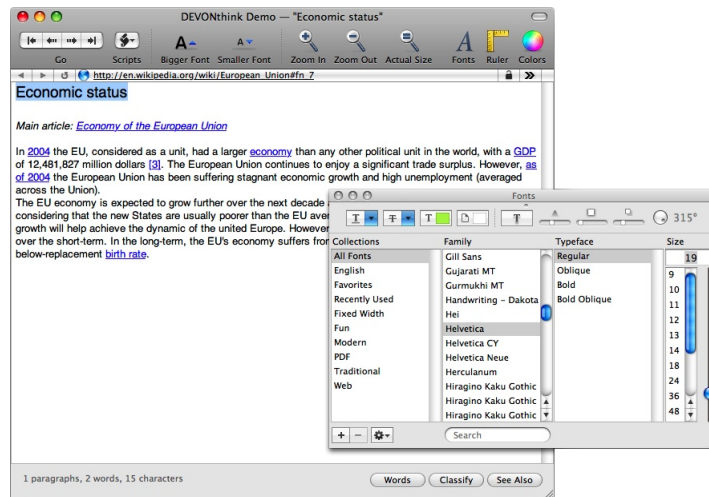 DEVONthink Demo — "Economic status"
Go Scripts Bigger Font Smaller Font Zoom In Zoom Out Actual Size Fonts Ruler Colors
http://en.wikipedia.org/wiki/European_Union#fn_7
Economic status
Main article: Economy of the European Union
In 2004 the EU, considered as a unit, had a larger economy than any other political unit in the world, with a GDP
of 12,481,827 million dollars [3]. The European Union continues to enjoy a significant trade surplus. However, as
of 2004 the European Union has been suffering stagnant economic growth and high unemployment (averaged
across the Union).
The EU economy is expected to grow further over the next decade
considering that the new States are usually poorer than the EU aver
growth will help achieve the dynamic of the united Europe. However
over the short-term. In the long-term, the EU's economy suffers from
below-replacement birth rate.
Fonts
T T T T 315°
Collections Family Typeface Size
All Fonts Gill Sans Regular 19
English Gujarati MT Oblique 9
Favorites Gurmukhi MT Bold 10
Recently Used Handwriting – Dakota Bold Oblique 11
Fixed Width Hei 12
Fun Helvetica 13
Modern Helvetica CY 14
PDF Helvetica Neue 18
Traditional Herculanum 24
Web Hiragino Kaku Gothic 36
Hiragino Kaku Gothic 48
Hiragino Kaku Gothic
Search
1 paragraphs, 2 words, 15 characters Words Classify See Also